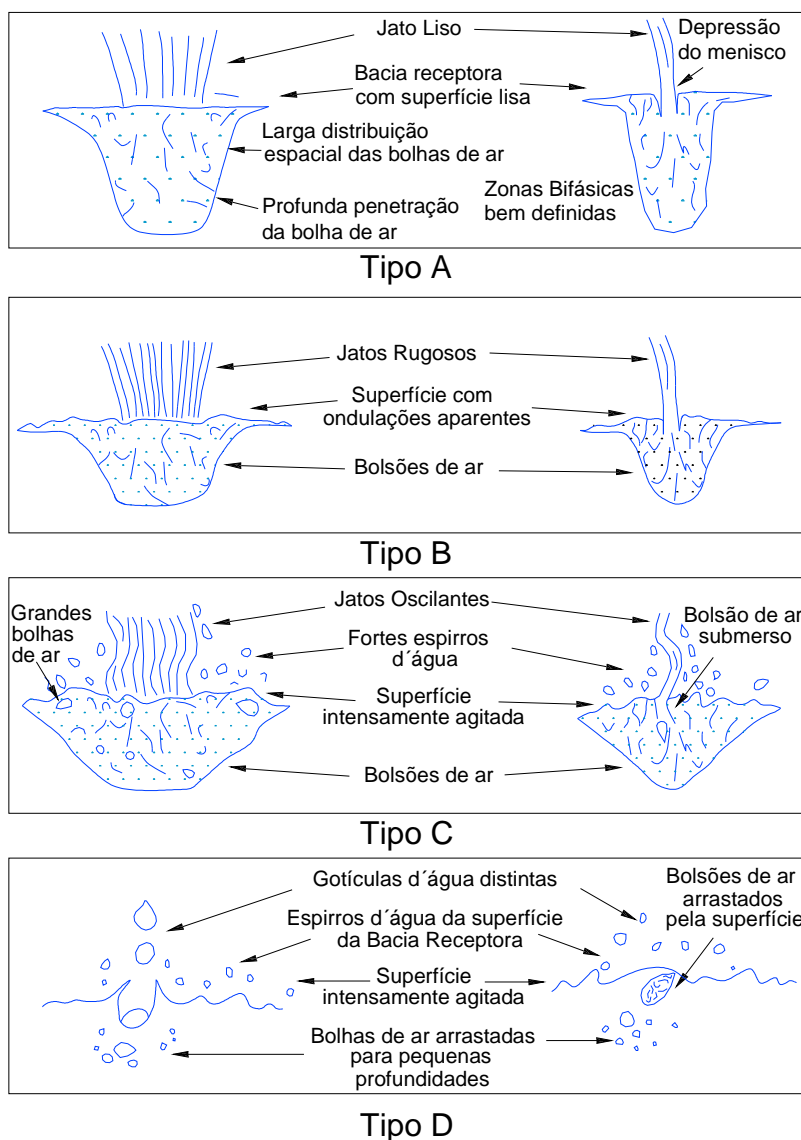 Jato Liso
Depressão
do menisco
Bacia receptora
com superfície lisa
Larga distribuição
espacial das bolhas de ar
Profunda penetração
da bolha de ar
Zonas Bifásicas
bem definidas
Tipo A
Jatos Rugosos
Superfície com
ondulações aparentes
Bolsões de ar
Tipo B
Grandes
bolhas
de ar
Jatos Oscilantes
Fortes espirros
d´água
Bolsão de ar
submerso
Superfície
intensamente agitada
Bolsões de ar
Tipo C
Gotículas d´água distintas
Bolsões de ar
arrastados
pela superfície
Espirros d´água da superfície
da Bacia Receptora
Superfície
intensamente agitada
Bolhas de ar arrastadas
para pequenas
profundidades
Tipo D